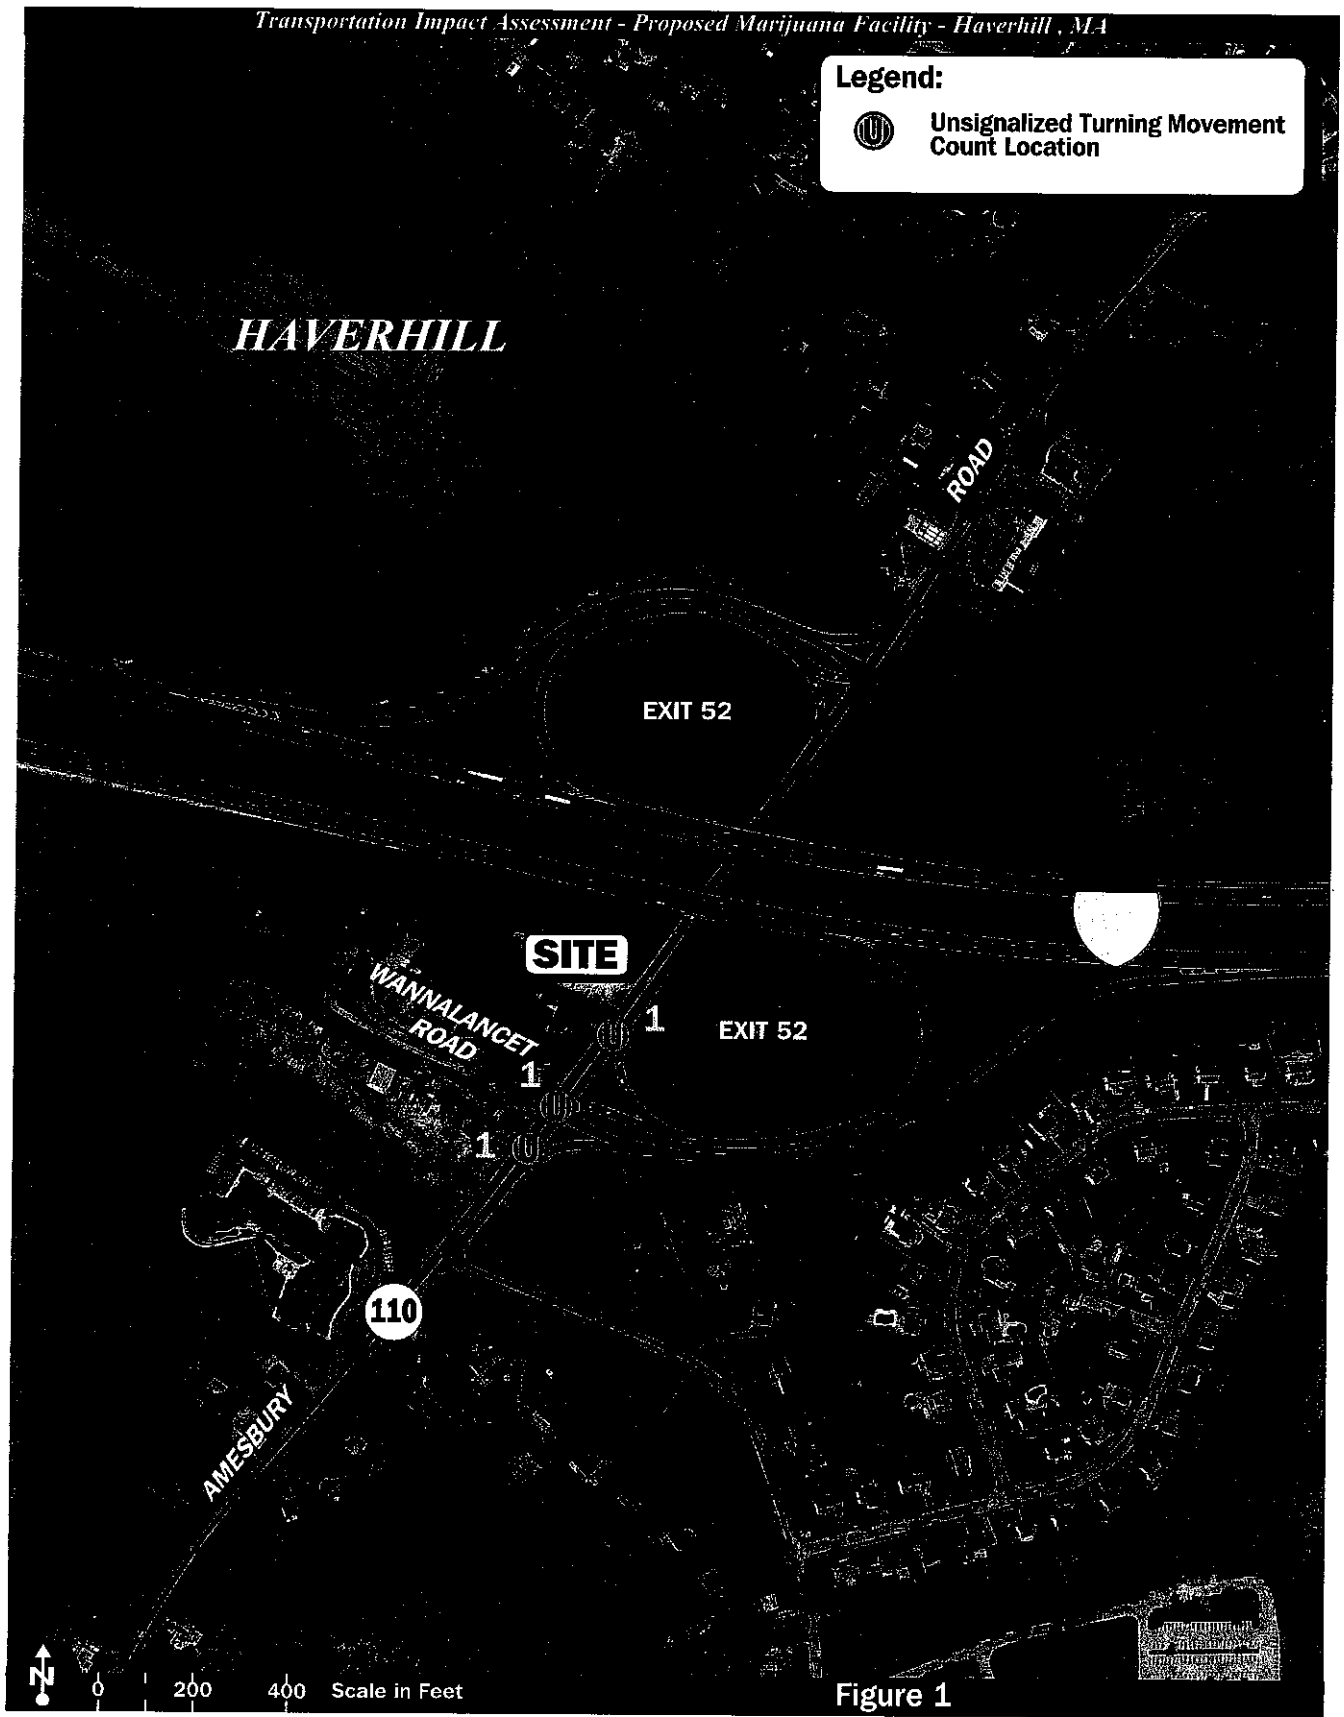 Transportation Impact Assessment - Proposed Marijuana Facility - Haverhill , MA
Legend:
U
Unsignalized Turning Movement
Count Location
HAVERHILL
ROAD
EXIT 52
SITE
WANNALANCET
ROAD
U
1
EXIT 52
1
U
1
U
110
AMESBURY
N
0
200
400
Scale in Feet
Figure 1